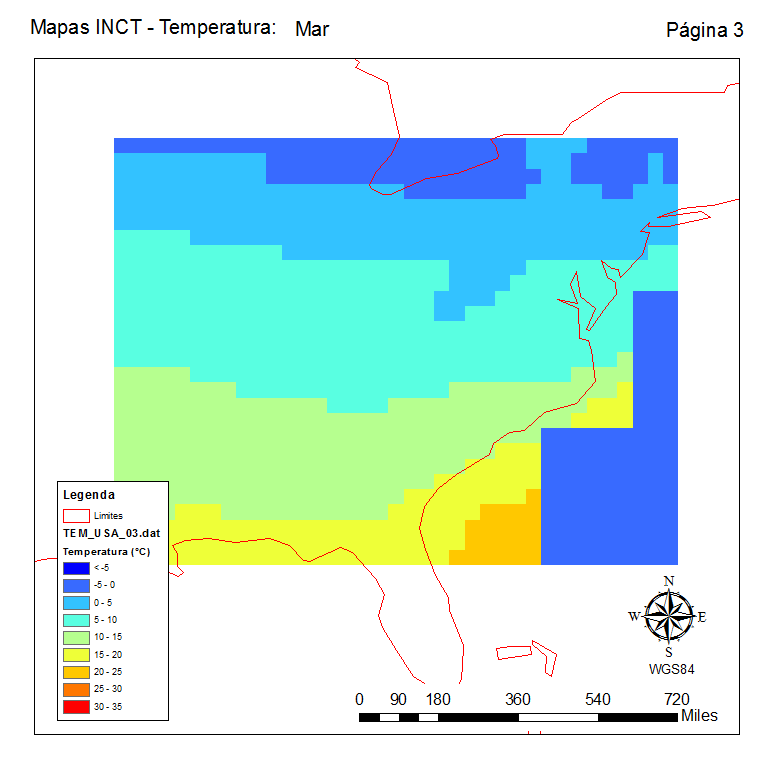 Mapas INCT - Temperatura: Mar
Página 3
Legenda
Limites
TEM_USA_03.dat
Temperatura (°C)
< -5
-5 - 0
0 - 5
5 - 10
10 - 15
15 - 20
20 - 25
25 - 30
30 - 35
N
W E
S
WGS84
0 90 180 360 540 720
Miles